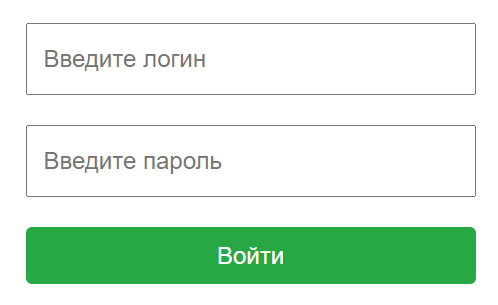 Введите логин
Введите пароль
Войти